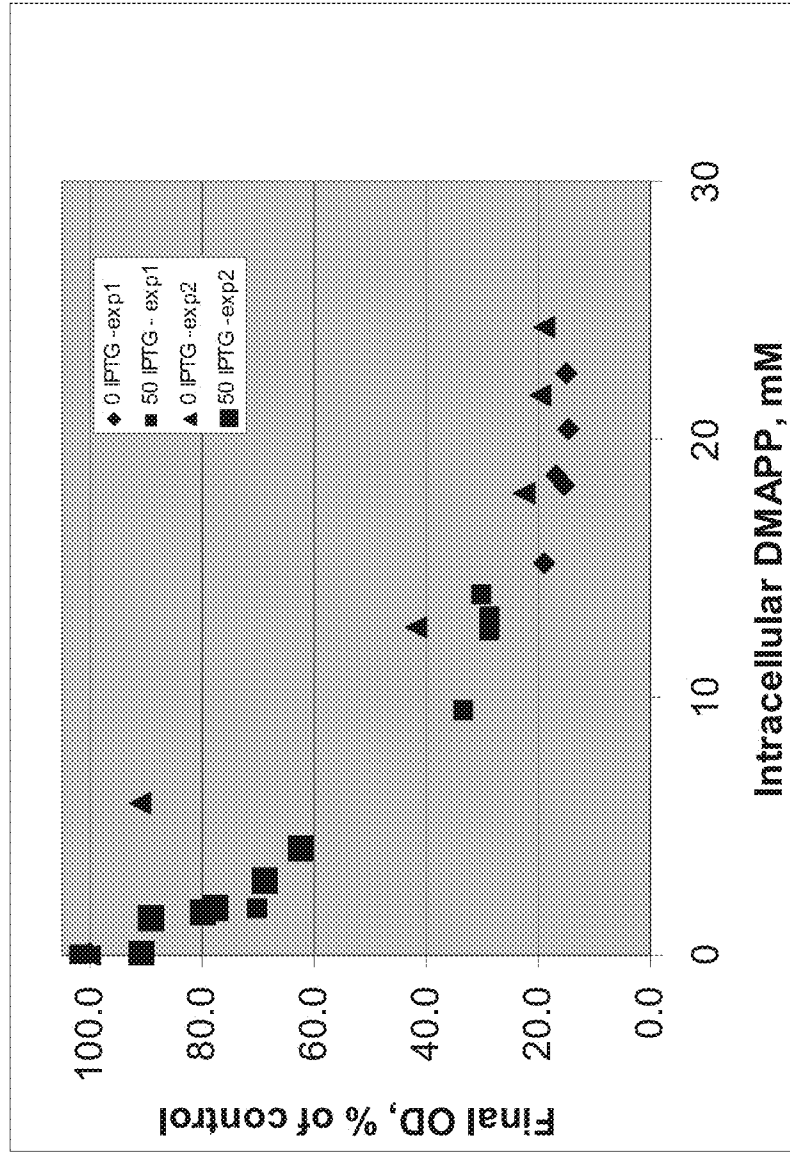 Final OD, % of control
100.0
80.0
60.0
40.0
20.0
0.0
0
10
20
30
Intracellular DMAPP, mM
0 IPTG -exp1
50 IPTG - exp1
0 IPTG -exp2
50 IPTG -exp2